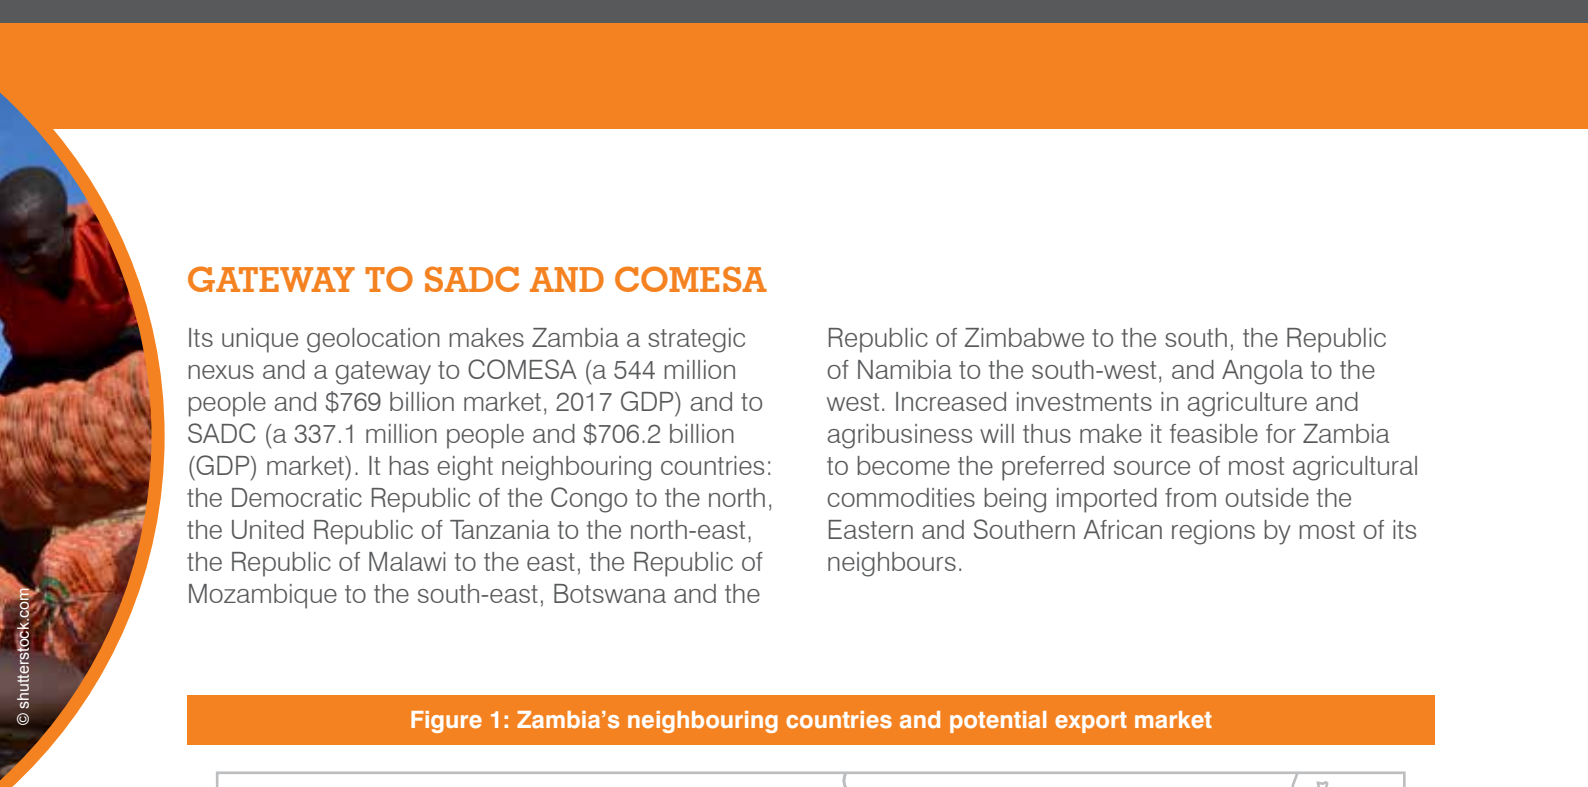 GATEWAY TO SADC AND COMESA
Its unique geolocation makes Zambia a strategic
nexus and a gateway to COMESA (a 544 million
people and $769 billion market, 2017 GDP) and to
SADC (a 337.1 million people and $706.2 billion
(GDP) market). It has eight neighbouring countries:
the Democratic Republic of the Congo to the north,
the United Republic of Tanzania to the north-east,
the Republic of Malawi to the east, the Republic of
Mozambique to the south-east, Botswana and the
Republic of Zimbabwe to the south, the Republic
of Namibia to the south-west, and Angola to the
west. Increased investments in agriculture and
agribusiness will thus make it feasible for Zambia
to become the preferred source of most agricultural
commodities being imported from outside the
Eastern and Southern African regions by most of its
neighbours.
© shutterstock.com
Figure 1: Zambia’s neighbouring countries and potential export market